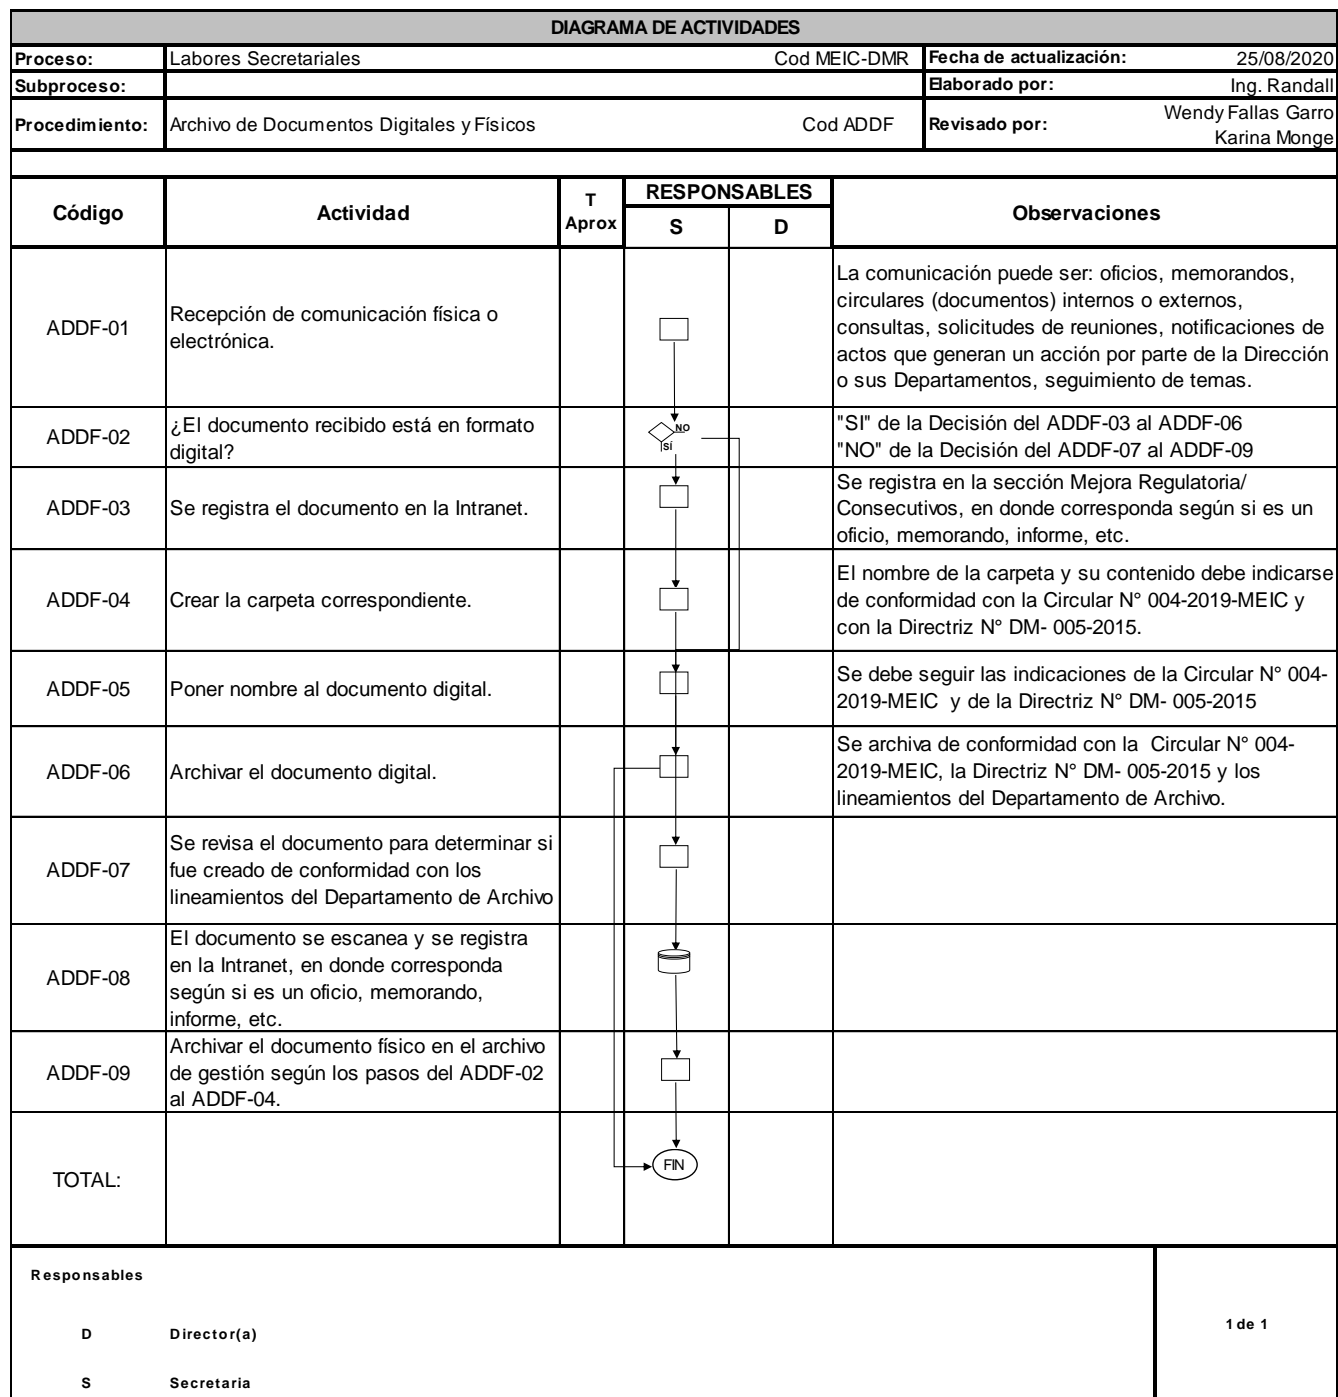 DIAGRAMA DE ACTIVIDADES
Proceso: Labores Secretariales Cod MEIC-DMR Fecha de actualización: 25/08/2020
Subproceso: Elaborado por: Ing. Randall
Procedimiento: Archivo de Documentos Digitales y Físicos Cod ADDF Revisado por: Wendy Fallas Garro
Karina Monge
Código Actividad T Aprox RESPONSABLES Observaciones
S D
ADDF-01
Recepción de comunicación física o
electrónica.
La comunicación puede ser: oficios, memorandos,
circulares (documentos) internos o externos,
consultas, solicitudes de reuniones, notificaciones de
actos que generan un acción por parte de la Dirección
o sus Departamentos, seguimiento de temas.
ADDF-02
¿El documento recibido está en formato
digital?
NO
SÍ
"SI" de la Decisión del ADDF-03 al ADDF-06
"NO" de la Decisión del ADDF-07 al ADDF-09
ADDF-03
Se registra el documento en la Intranet.
Se registra en la sección Mejora Regulatoria/
Consecutivos, en donde corresponda según si es un
oficio, memorando, informe, etc.
ADDF-04
Crear la carpeta correspondiente.
El nombre de la carpeta y su contenido debe indicarse
de conformidad con la Circular N° 004-2019-MEIC y
con la Directriz N° DM- 005-2015.
ADDF-05
Poner nombre al documento digital.
Se debe seguir las indicaciones de la Circular N° 004-
2019-MEIC y de la Directriz N° DM- 005-2015
ADDF-06
Archivar el documento digital.
Se archiva de conformidad con la Circular N° 004-
2019-MEIC, la Directriz N° DM- 005-2015 y los
lineamientos del Departamento de Archivo.
ADDF-07
Se revisa el documento para determinar si
fue creado de conformidad con los
lineamientos del Departamento de Archivo
ADDF-08
El documento se escanea y se registra
en la Intranet, en donde corresponda
según si es un oficio, memorando,
informe, etc.
ADDF-09
Archivar el documento físico en el archivo
de gestión según los pasos del ADDF-02
al ADDF-04.
TOTAL:
FIN
Responsables
D Director(a)
S Secretaria
1 de 1